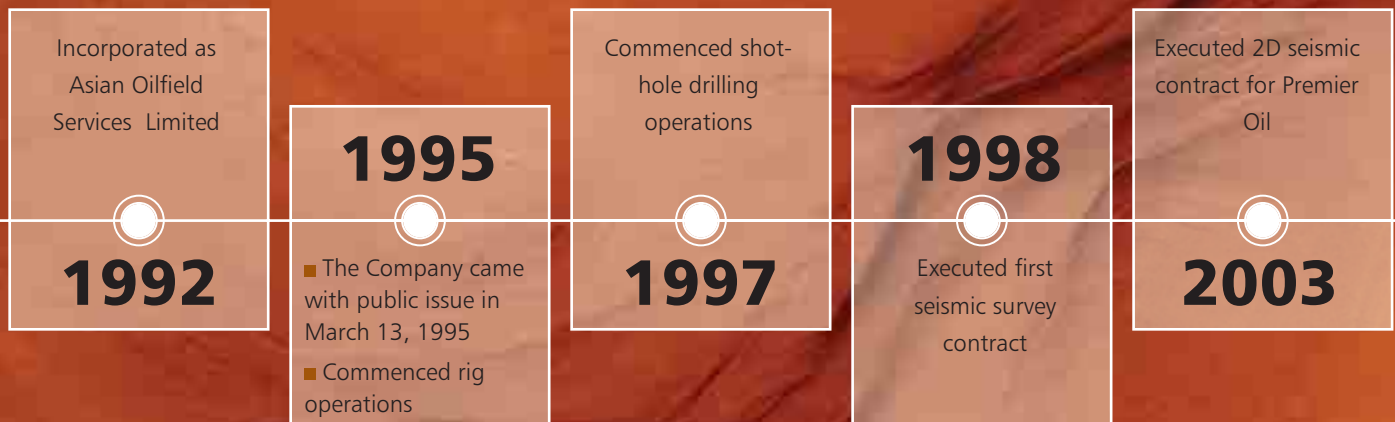 Incorporated as
Asian Oilfield
Services Limited
1992
1995
■ The Company came
with public issue in
March 13, 1995
■ Commenced rig
operations
Commenced shot-
hole drilling
operations
1997
1998
Executed first
seismic survey
contract
Executed 2D seismic
contract for Premier
Oil
2003